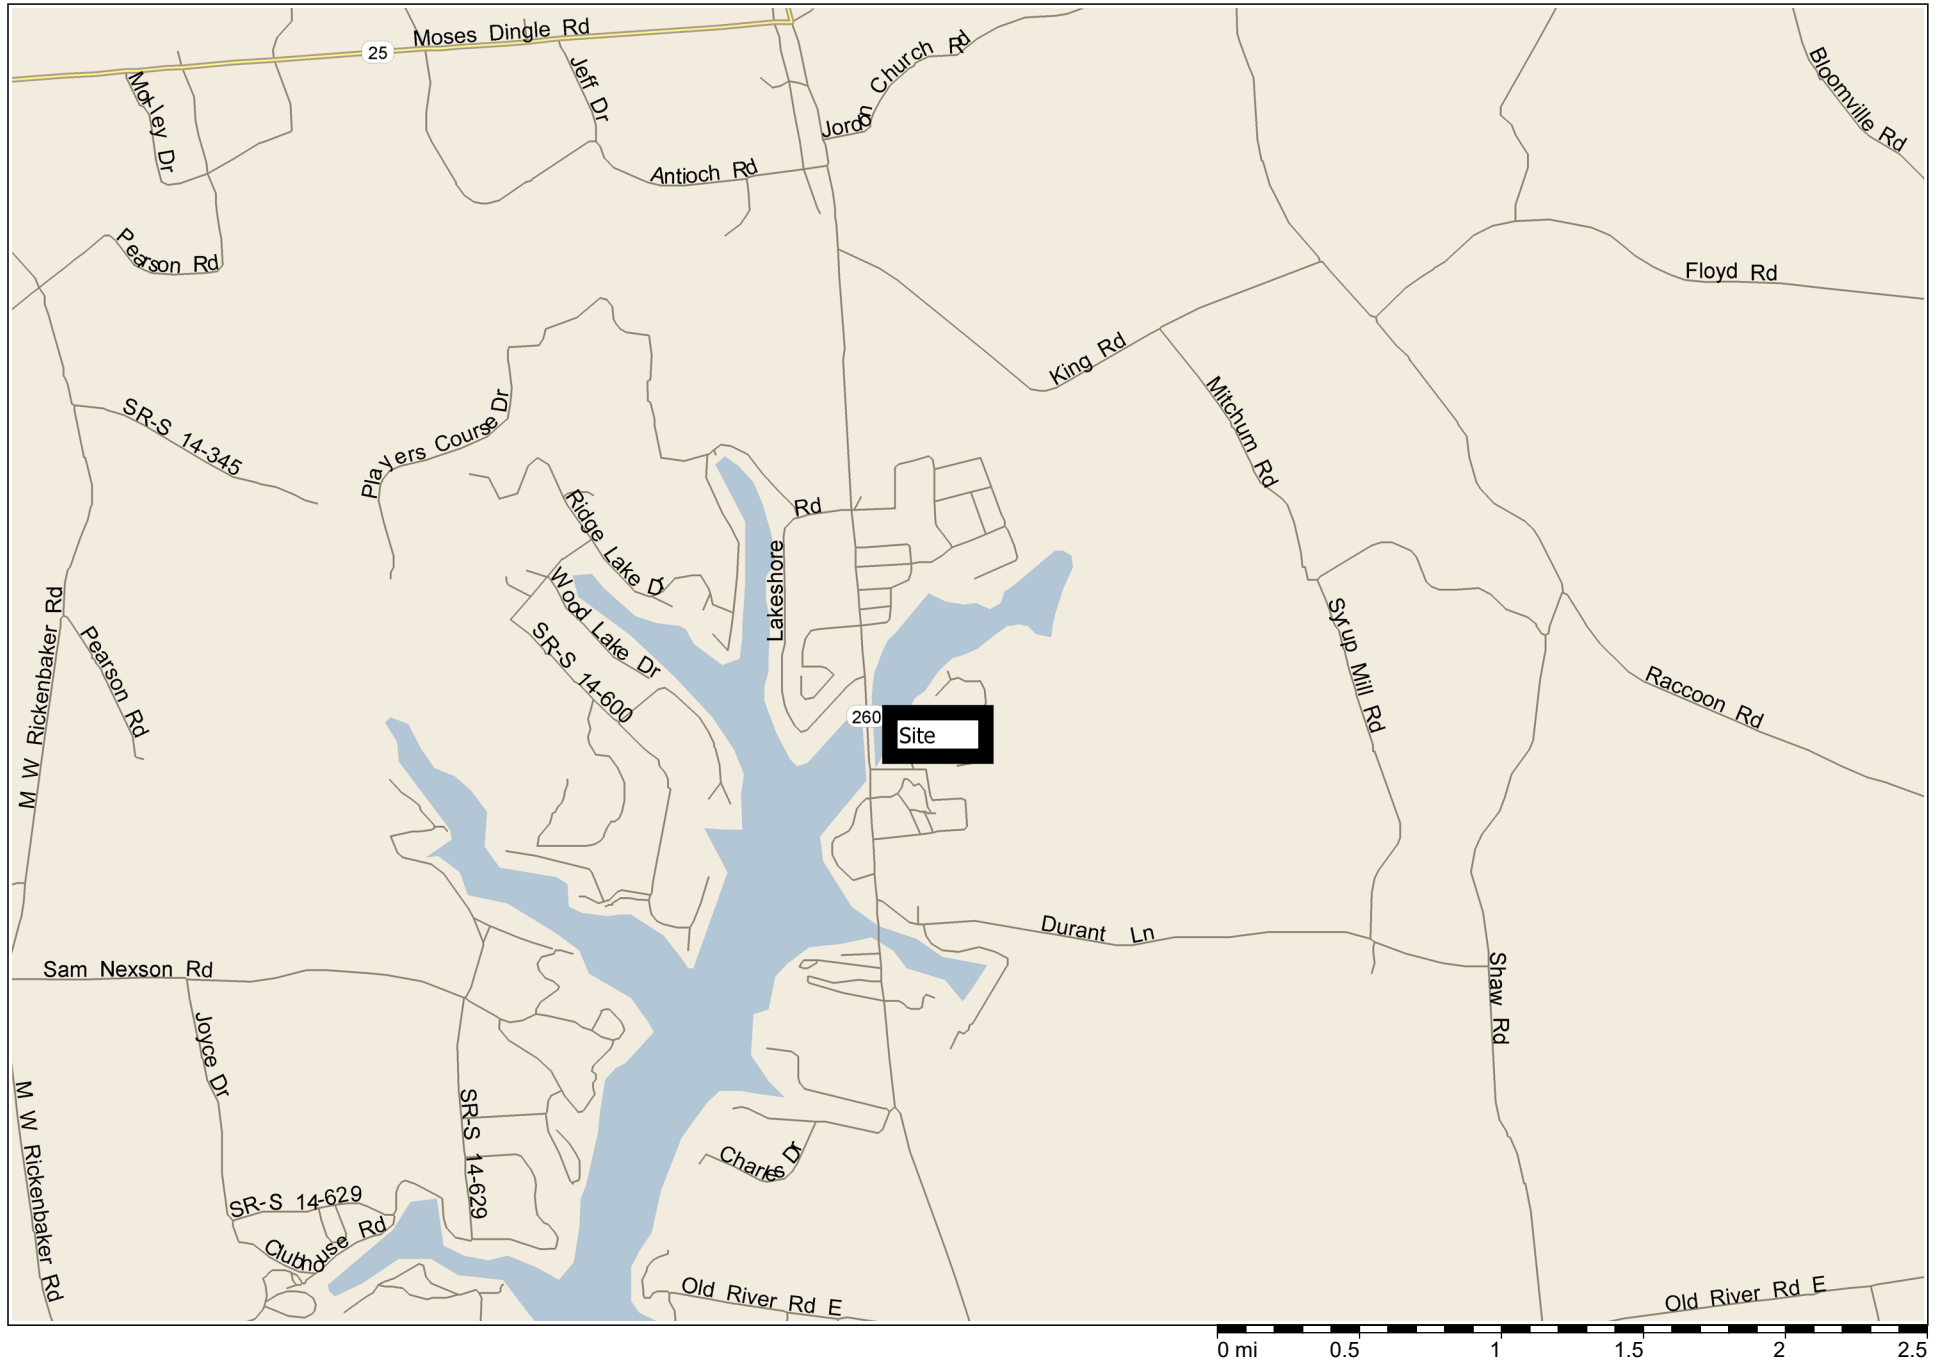 Moses Dingle Rd
25
Jordon Church Rd
Bloomville Rd
Motley Dr
Jeff Dr
Antioch Rd
Pearson Rd
Floyd Rd
King Rd
Mitchum Rd
SR-S 14-345
Players Course Dr
Ridge Lake Dr
Lakeshore Rd
Wood Lake Dr
SR-S 14-600
M W Rickenbaker Rd
Pearson Rd
Syrup Mill Rd
Raccoon Rd
260
Site
Durant Ln
Shaw Rd
Sam Nexson Rd
Joyce Dr
M W Rickenbaker Rd
SR-S 14-629
Charles Dr
SR-S 14-629
Clubhouse Rd
Old River Rd E
Old River Rd E
0 mi 0.5 1 1.5 2 2.5